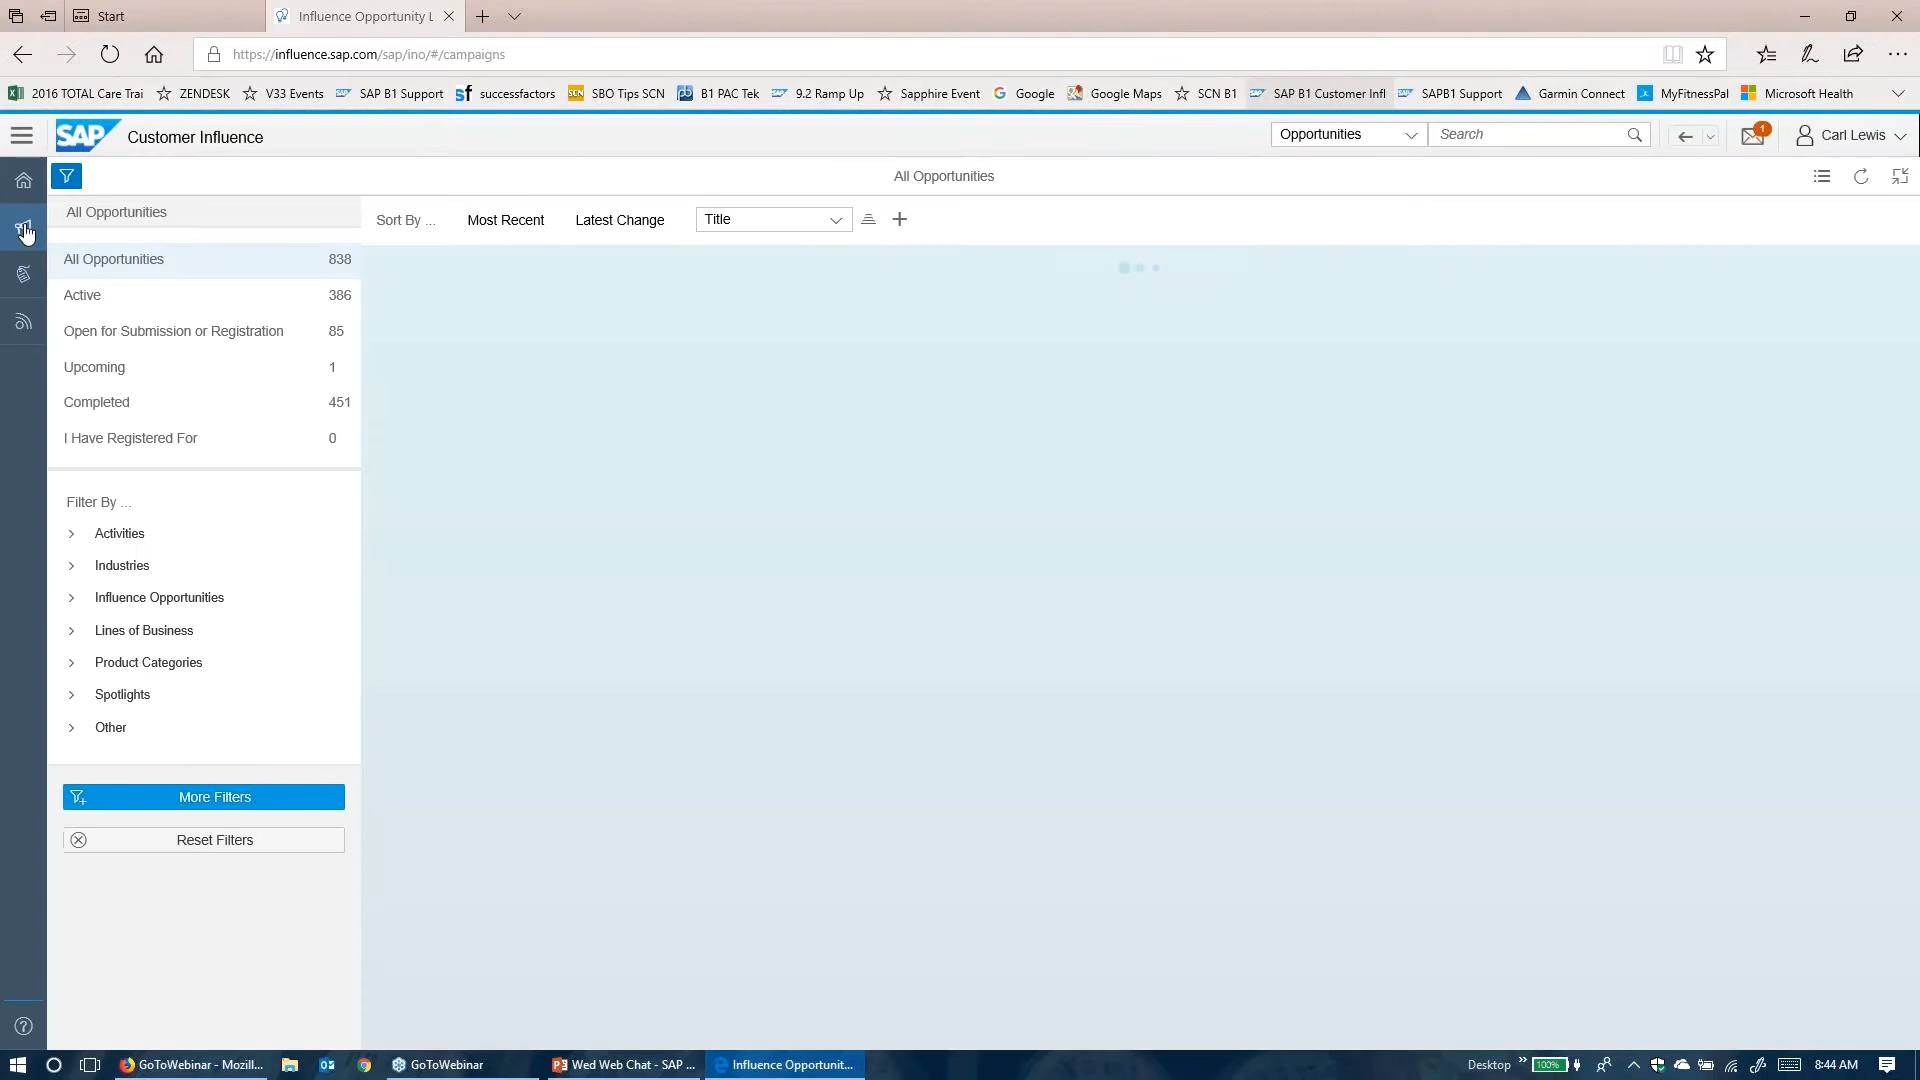 Start
Influence Opportunity L
https://influence.sap.com/sap/ino/#/campaigns
2016 TOTAL Care Trai ZENDESK V33 Events SAP B1 Support sf successfactors SCN SBO Tips SCN B1 PAC Tek 9.2 Ramp Up Sapphire Event Google Google Maps SCN B1 SAP B1 Customer Infl SAPB1 Support Garmin Connect MyFitnessPal Microsoft Health
SAP Customer Influence Opportunities Search 1 Carl Lewis
All Opportunities
All Opportunities
Sort By ... Most Recent Latest Change Title
All Opportunities 838
Active 386
Open for Submission or Registration 85
Upcoming 1
Completed 451
I Have Registered For 0
Filter By ...
Activities
Industries
Influence Opportunities
Lines of Business
Product Categories
Spotlights
Other
More Filters
Reset Filters
GoToWebinar - Mozill... GoToWebinar Wed Web Chat - SAP ... Influence Opportunit... Desktop 100% 8:44 AM